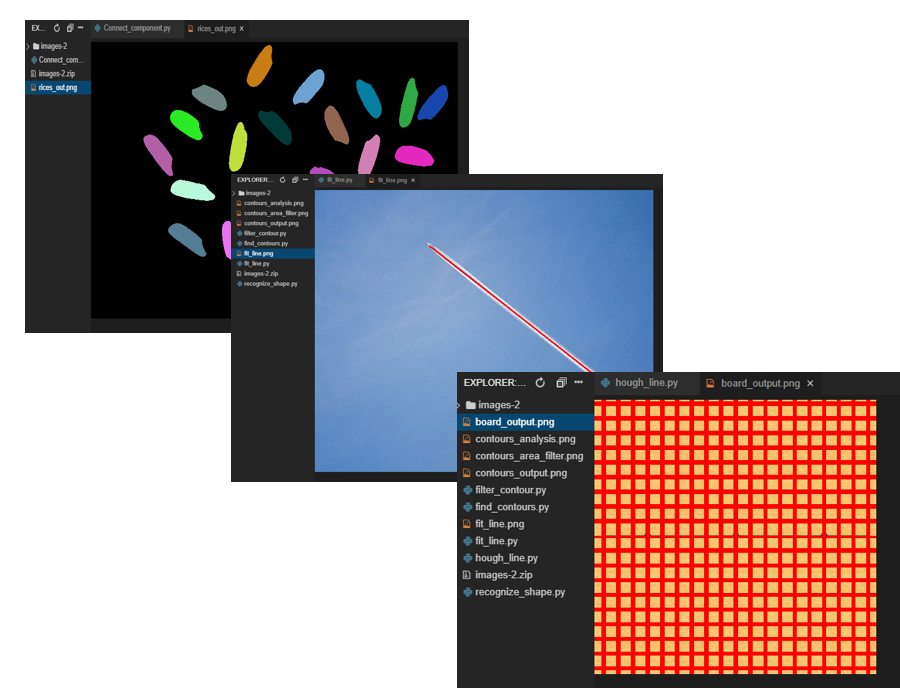 EX...
Connect_component.py
rices_out.png
images-2
Connect_com...
images-2.zip
rices_out.png
EXPLORER:...
fit_line.py
fit_line.png
images-2
contours_analysis.png
contours_area_filter.png
contours_output.png
filter_contour.py
find_contours.py
fit_line.png
fit_line.py
images-2.zip
recognize_shape.py
EXPLORER:...
hough_line.py
board_output.png
images-2
board_output.png
contours_analysis.png
contours_area_filter.png
contours_output.png
filter_contour.py
find_contours.py
fit_line.png
fit_line.py
hough_line.py
images-2.zip
recognize_shape.py